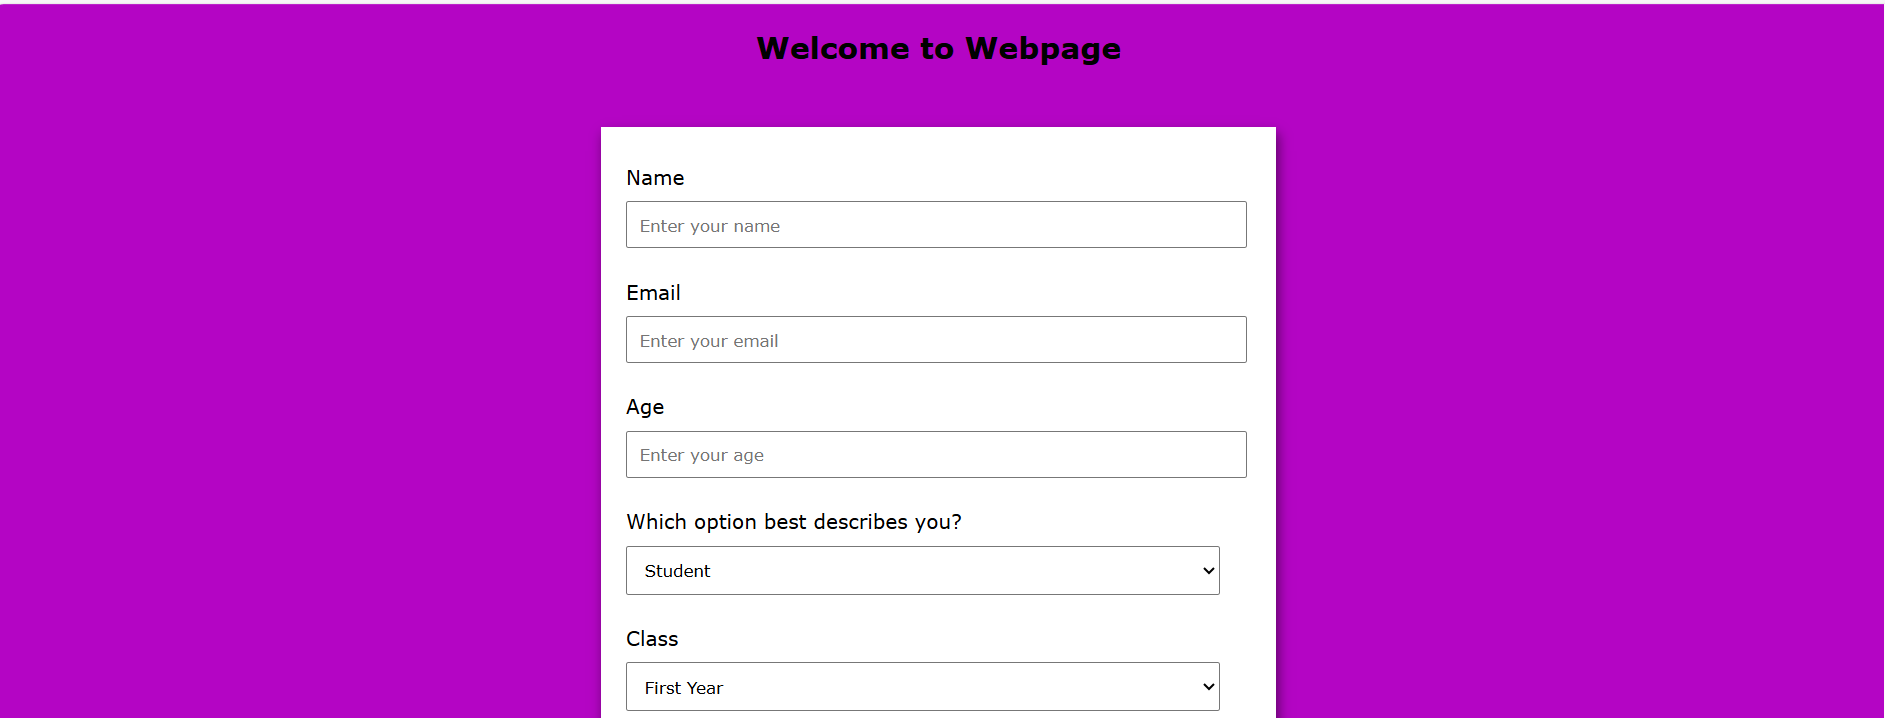 Welcome to Webpage
Name
Enter your name
Email
Enter your email
Age
Enter your age
Which option best describes you?
Student
Class
First Year